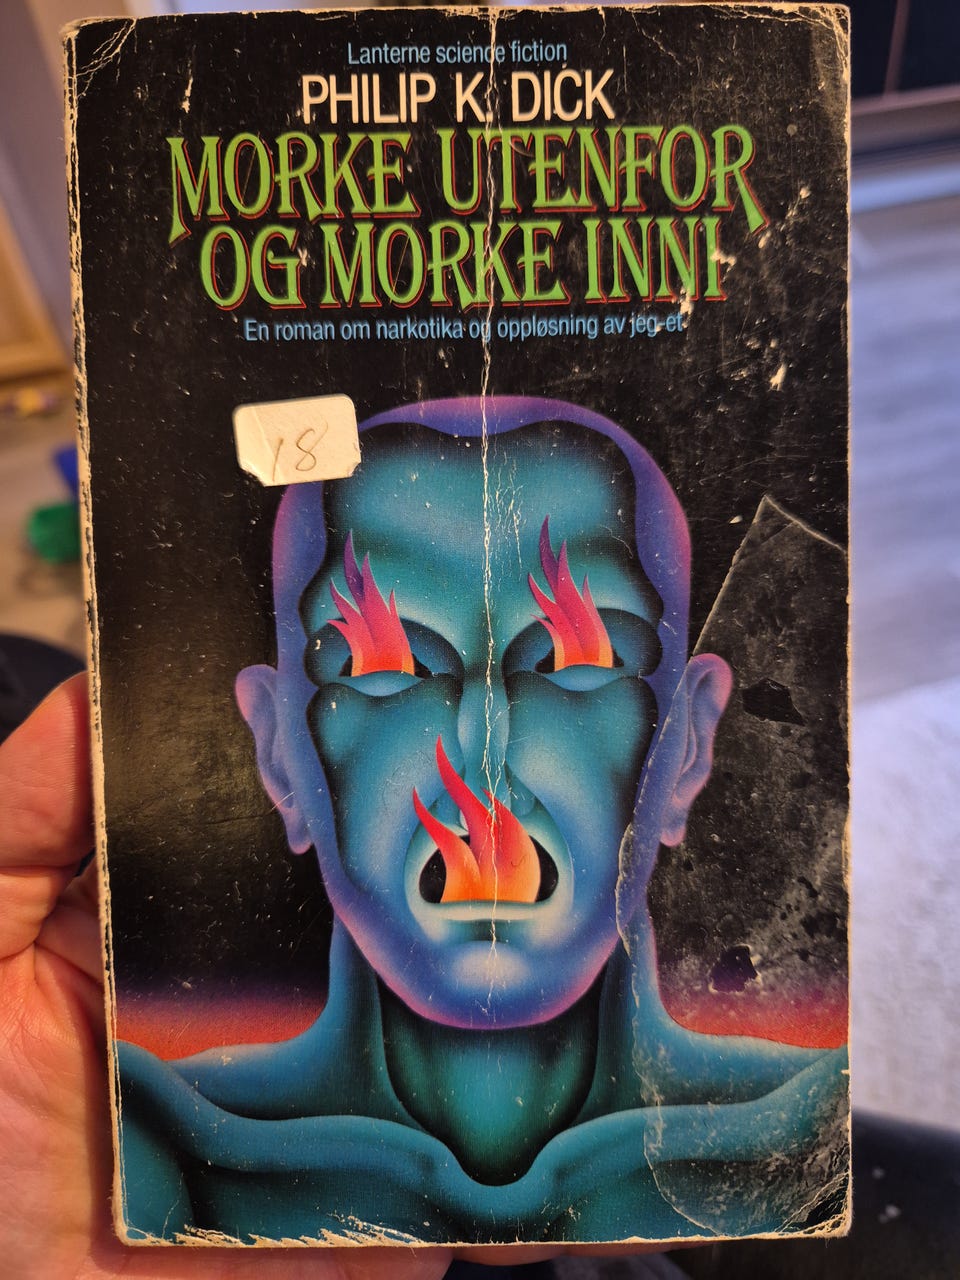 Lanterne science fiction
PHILIP K. DICK
MØRKE UTENFOR
OG MØRKE INNI
En roman om narkotika og oppløsning av jeg-et
18